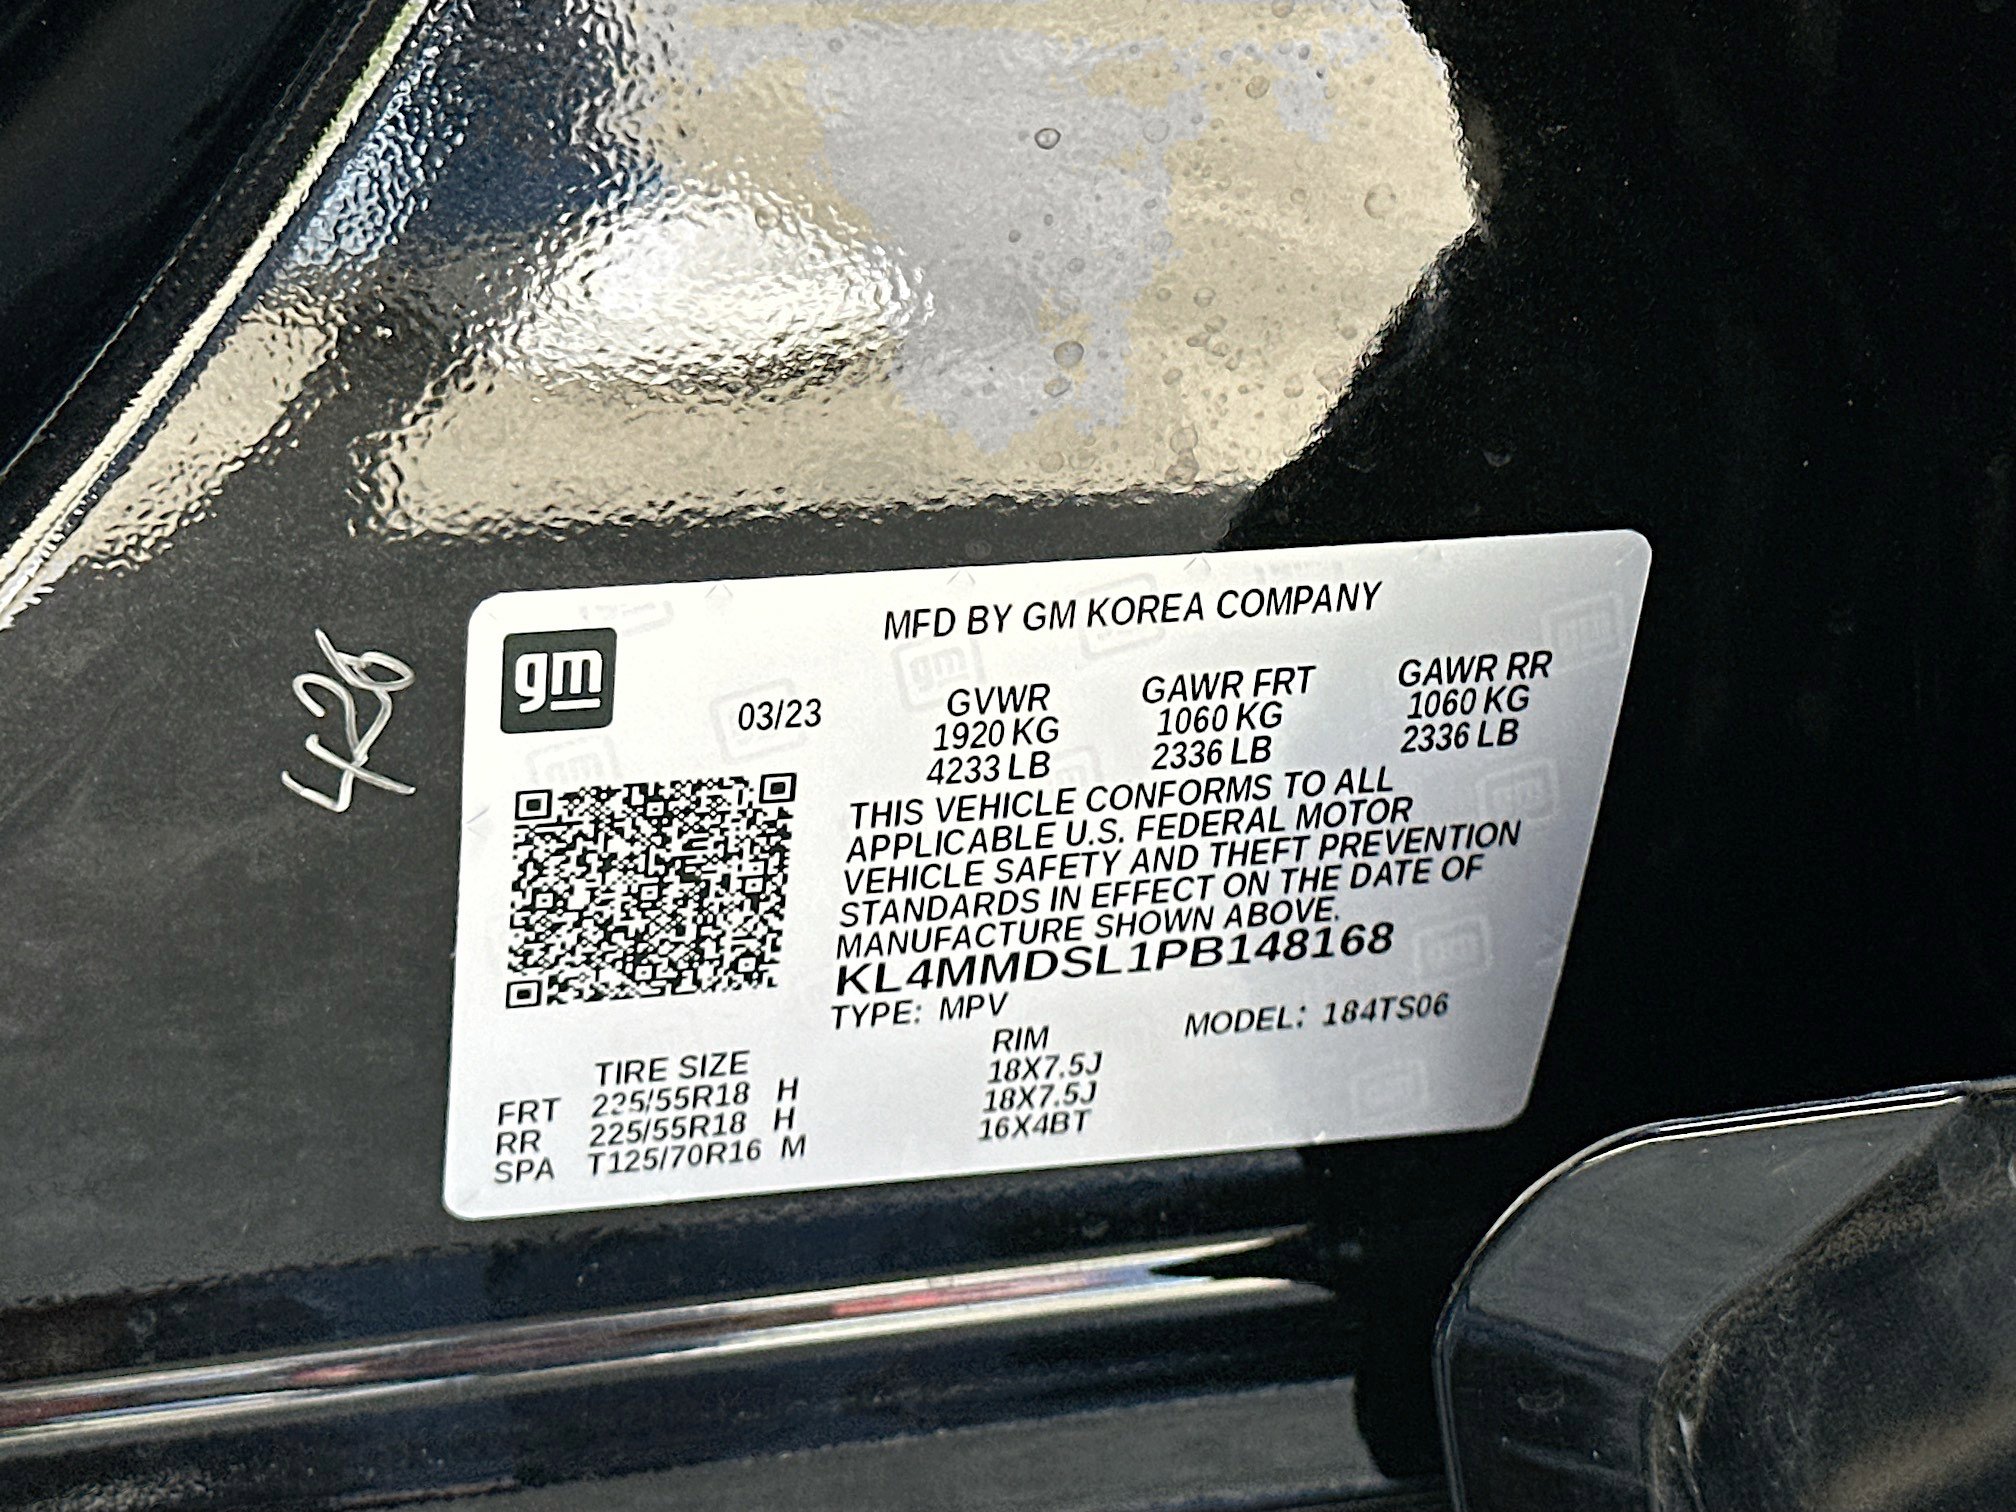 426
gm
MFD BY GM KOREA COMPANY
03/23
GVWR GAWR FRT GAWR RR
1920 KG 1060 KG 1060 KG
4233 LB 2336 LB 2336 LB
THIS VEHICLE CONFORMS TO ALL
APPLICABLE U.S. FEDERAL MOTOR
VEHICLE SAFETY AND THEFT PREVENTION
STANDARDS IN EFFECT ON THE DATE OF
MANUFACTURE SHOWN ABOVE.
KL4MMDSL1PB148168
TYPE: MPV MODEL: 184TS06
TIRE SIZE RIM
FRT 225/55R18 H 18X7.5J
RR 225/55R18 H 18X7.5J
SPA T125/70R16 M 16X4BT